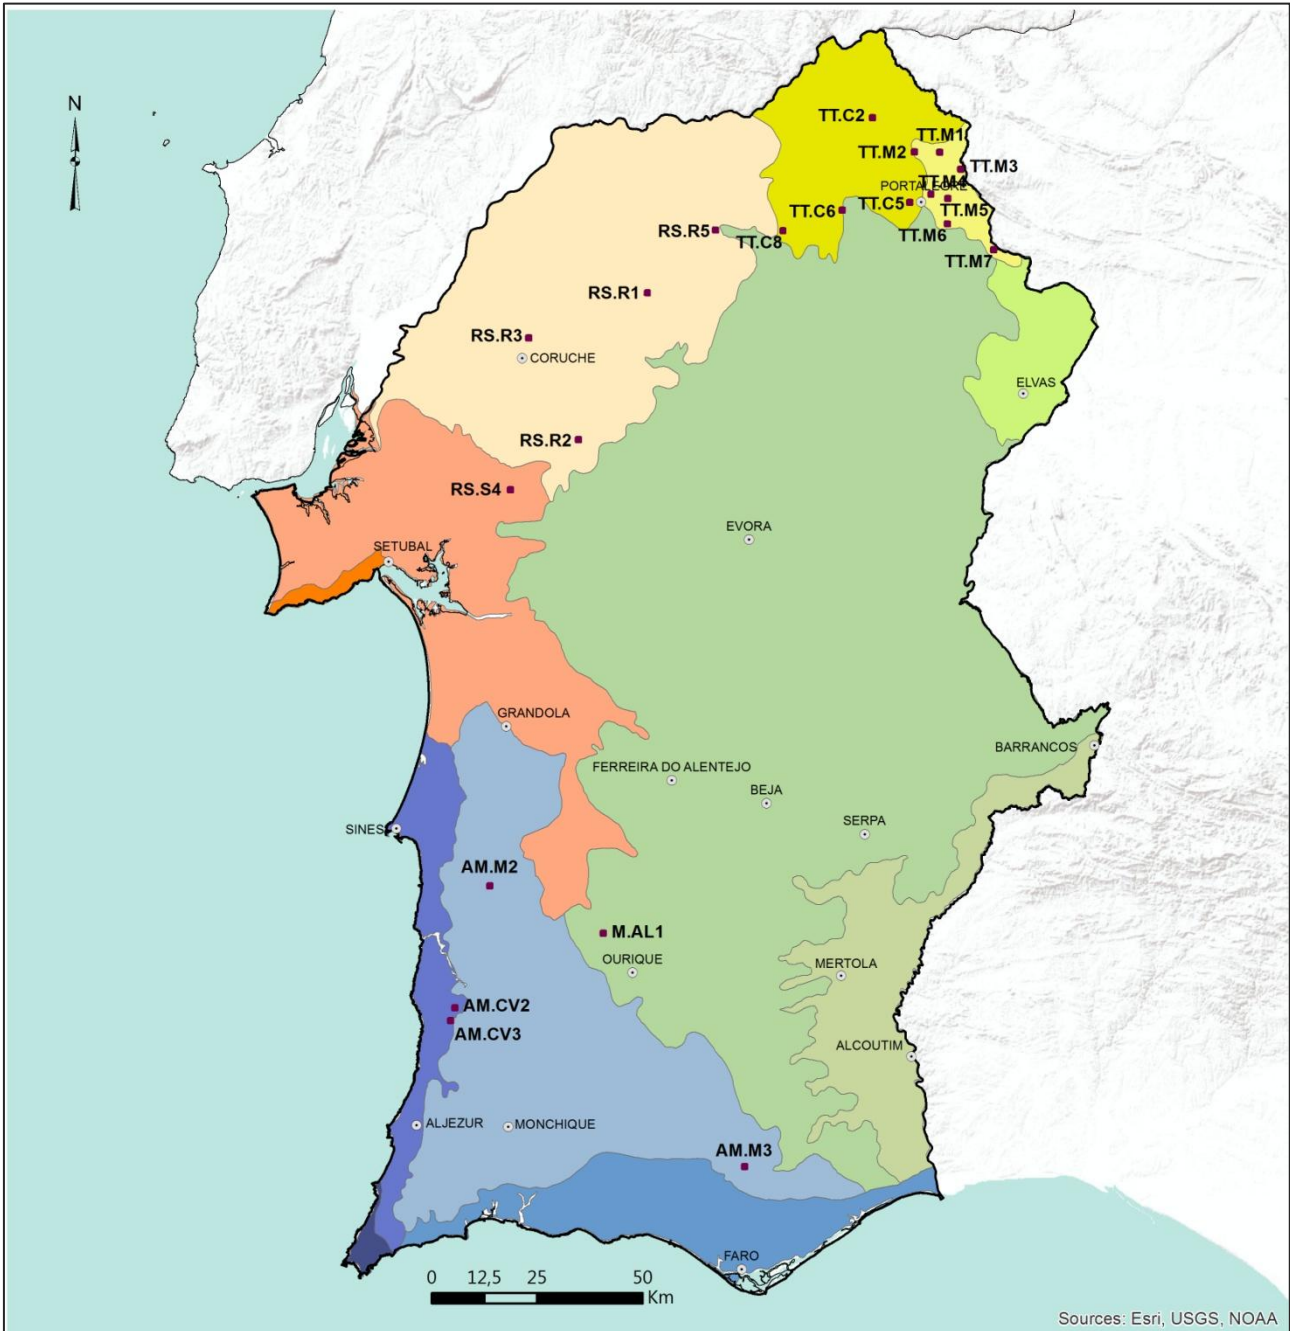 N
TT.C2
TT.M1
TT.M2
TT.M3
TT.M4
PORTALEGRE
TT.C5
TT.M5
TT.C6
RS.R5
TT.C8
TT.M6
TT.M7
RS.R1
RS.R3
CORUCHE
ELVAS
RS.R2
RS.S4
EVORA
SETUBAL
GRANDOLA
BARRANCOS
FERREIRA DO ALENTEJO
BEJA
SERPA
SINES
AM.M2
M.AL1
OURIQUE
MERTOLA
AM.CV2
AM.CV3
ALCOUTIM
ALJEZUR
MONCHIQUE
AM.M3
FARO
0 12,5 25 50
Km
Sources: Esri, USGS, NOAA